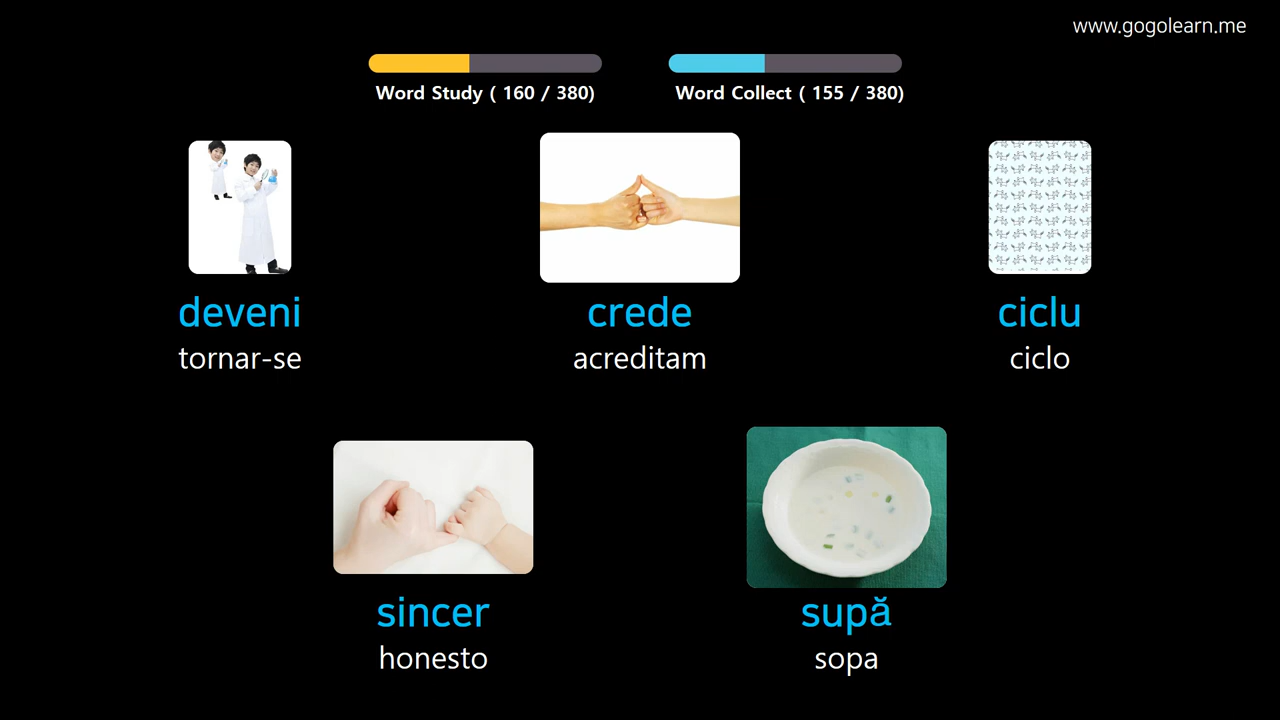 www.gogolearn.me
Word Study ( 160 / 380)
Word Collect ( 155 / 380)
deveni
tornar-se
crede
acreditam
ciclu
ciclo
sincer
honesto
supă
sopa